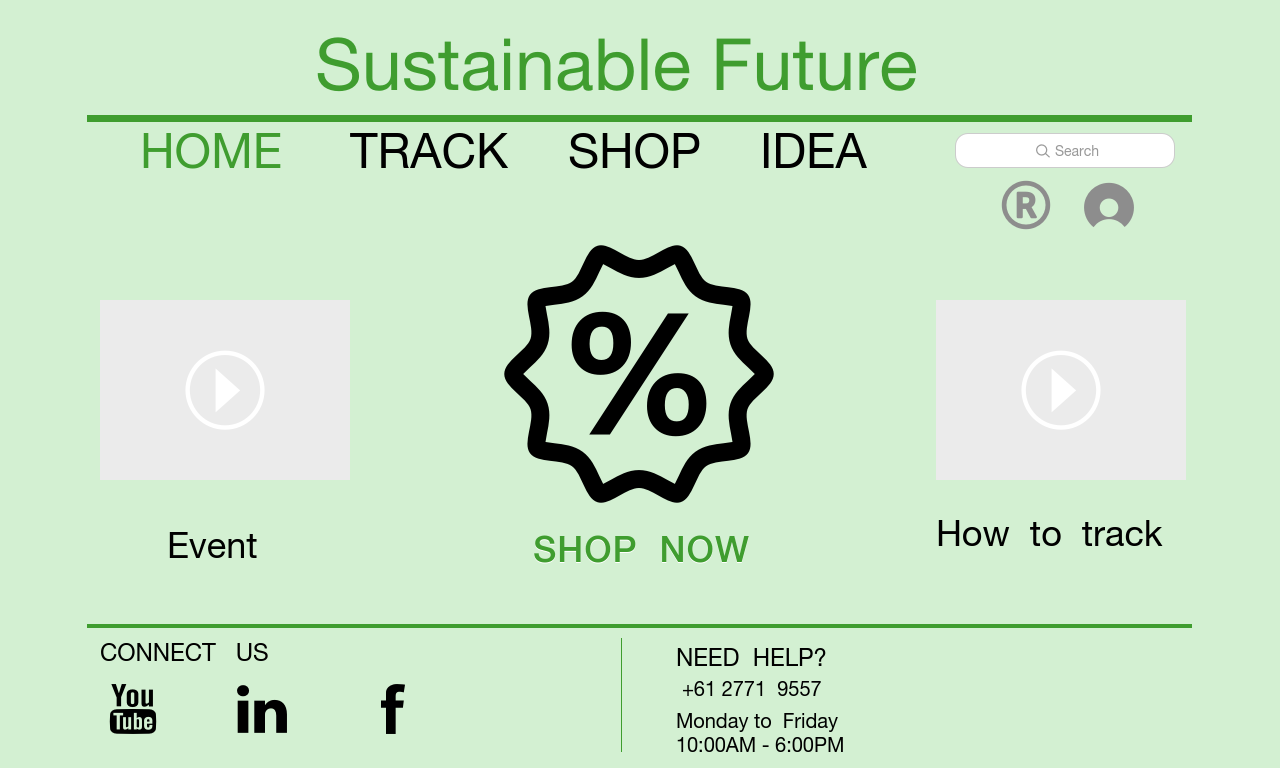 Sustainable Future
HOME TRACK SHOP IDEA
Search
®
%
Event
SHOP NOW
How to track
CONNECT US
You
Tube
in
f
NEED HELP?
+61 2771 9557
Monday to Friday
10:00AM - 6:00PM